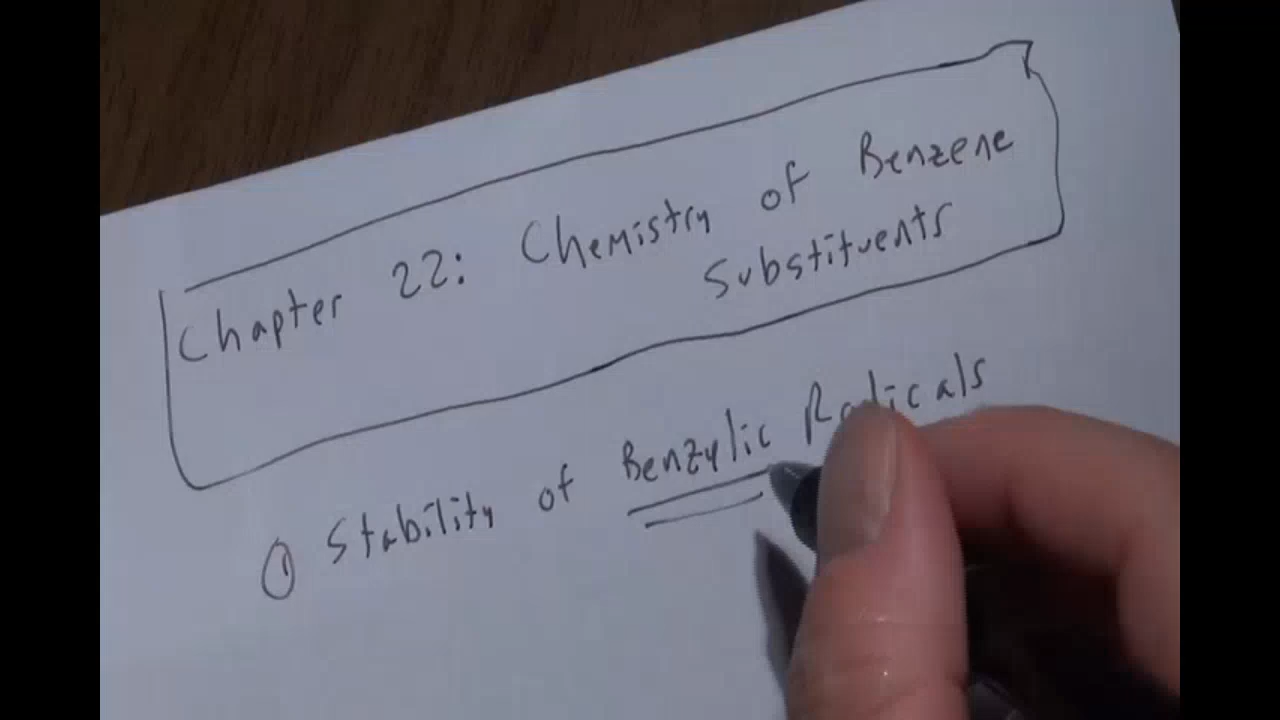 Chapter 22: Chemistry of Benzene
Substituents
① Stability of Benzylic Radicals